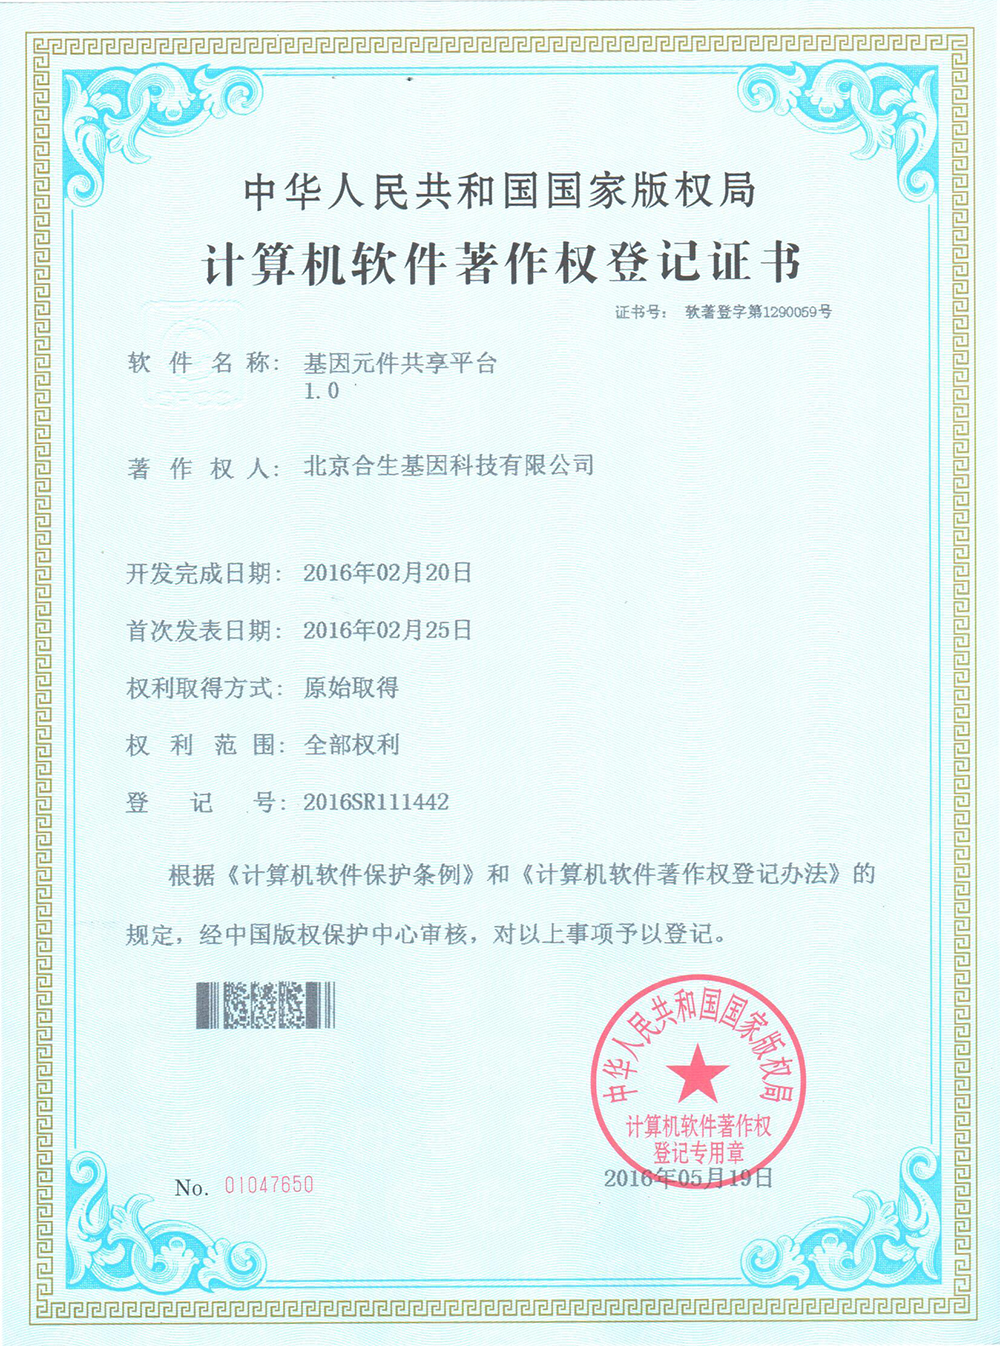 中华人民共和国国家版权局
计算机软件著作权登记证书
证书号： 软著登字第1290059号
软件名称： 基因元件共享平台
1.0
著作权人： 北京合生基因科技有限公司
开发完成日期： 2016年02月20日
首次发表日期： 2016年02月25日
权利取得方式： 原始取得
权利范围： 全部权利
登记号： 2016SR111442
根据《计算机软件保护条例》和《计算机软件著作权登记办法》的
规定，经中国版权保护中心审核，对以上事项予以登记。
中华人民共和国国家版权局
计算机软件著作权
登记专用章
2016年05月19日
No. 01047650